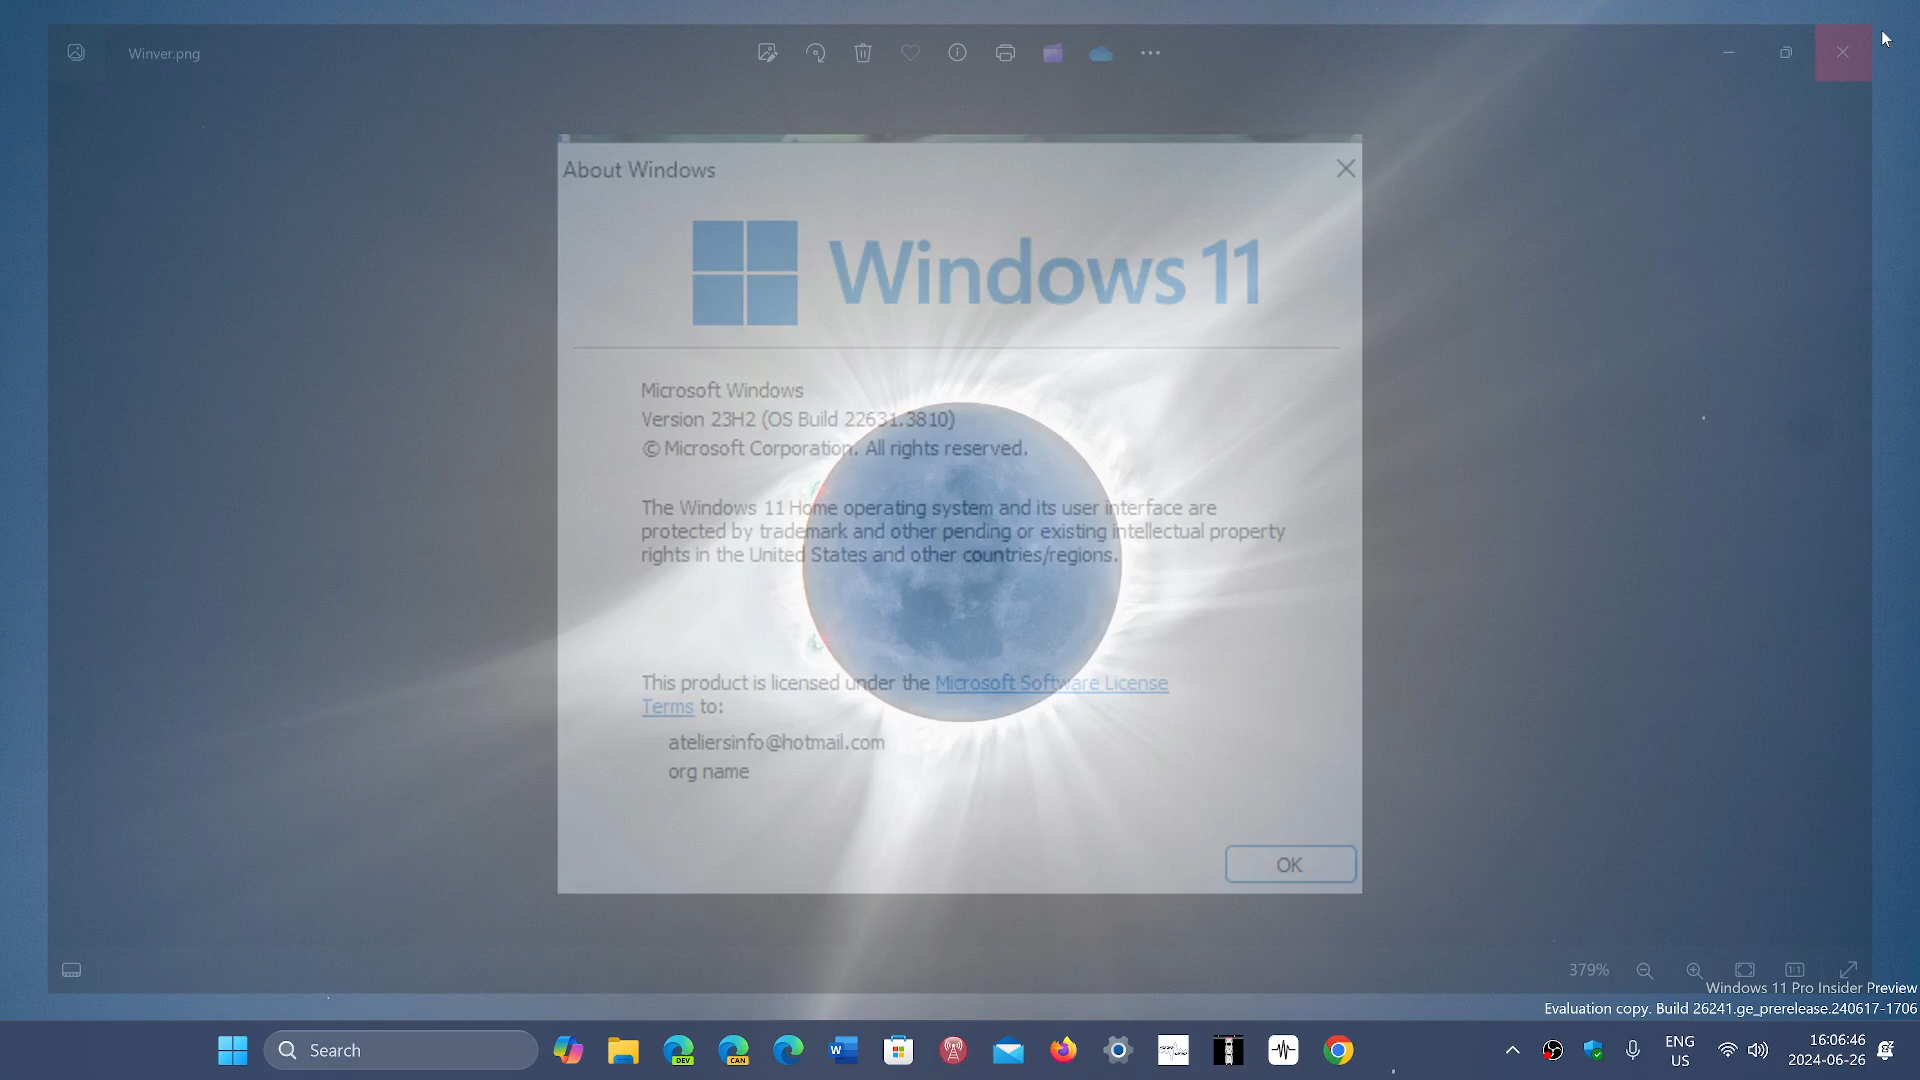 Winver.png
About Windows
Windows 11
Microsoft Windows
Version 23H2 (OS Build 22631.3810)
© Microsoft Corporation. All rights reserved.
The Windows 11 Home operating system and its user interface are
protected by trademark and other pending or existing intellectual property
rights in the United States and other countries/regions.
This product is licensed under the Microsoft Software License
Terms to:
ateliersinfo@hotmail.com
org name
OK
379%
1:1
Windows 11 Pro Insider Preview
Evaluation copy. Build 26241.ge_prerelease.240617-1706
Search
DEV
CAN
W
ENG
US
16:06:46
2024-06-26